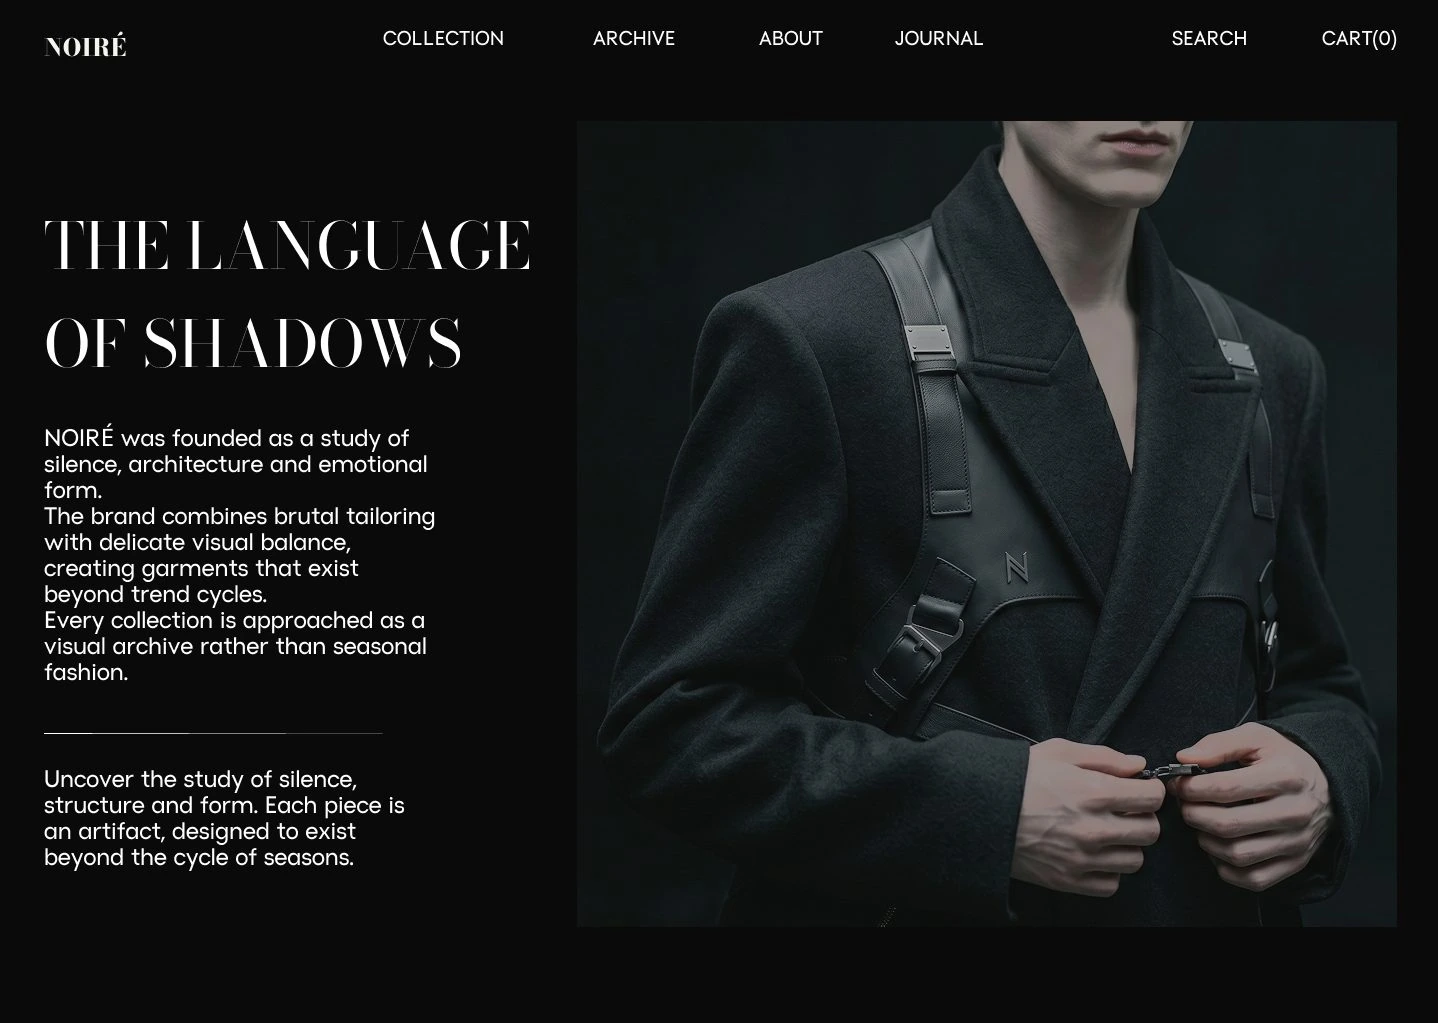 NOIRÉ
COLLECTION
ARCHIVE
ABOUT
JOURNAL
SEARCH
CART(0)
THE LANGUAGE
OF SHADOWS
NOIRÉ was founded as a study of
silence, architecture and emotional
form.
The brand combines brutal tailoring
with delicate visual balance,
creating garments that exist
beyond trend cycles.
Every collection is approached as a
visual archive rather than seasonal
fashion.
Uncover the study of silence,
structure and form. Each piece is
an artifact, designed to exist
beyond the cycle of seasons.
N